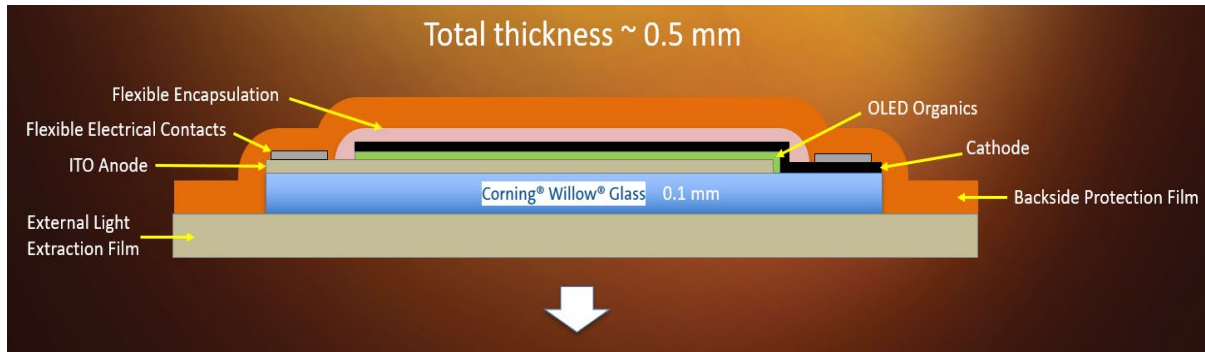 Total thickness ~ 0.5 mm
Flexible Encapsulation
OLED Organics
Flexible Electrical Contacts
Cathode
ITO Anode
Corning® Willow® Glass 0.1 mm
Backside Protection Film
External Light
Extraction Film